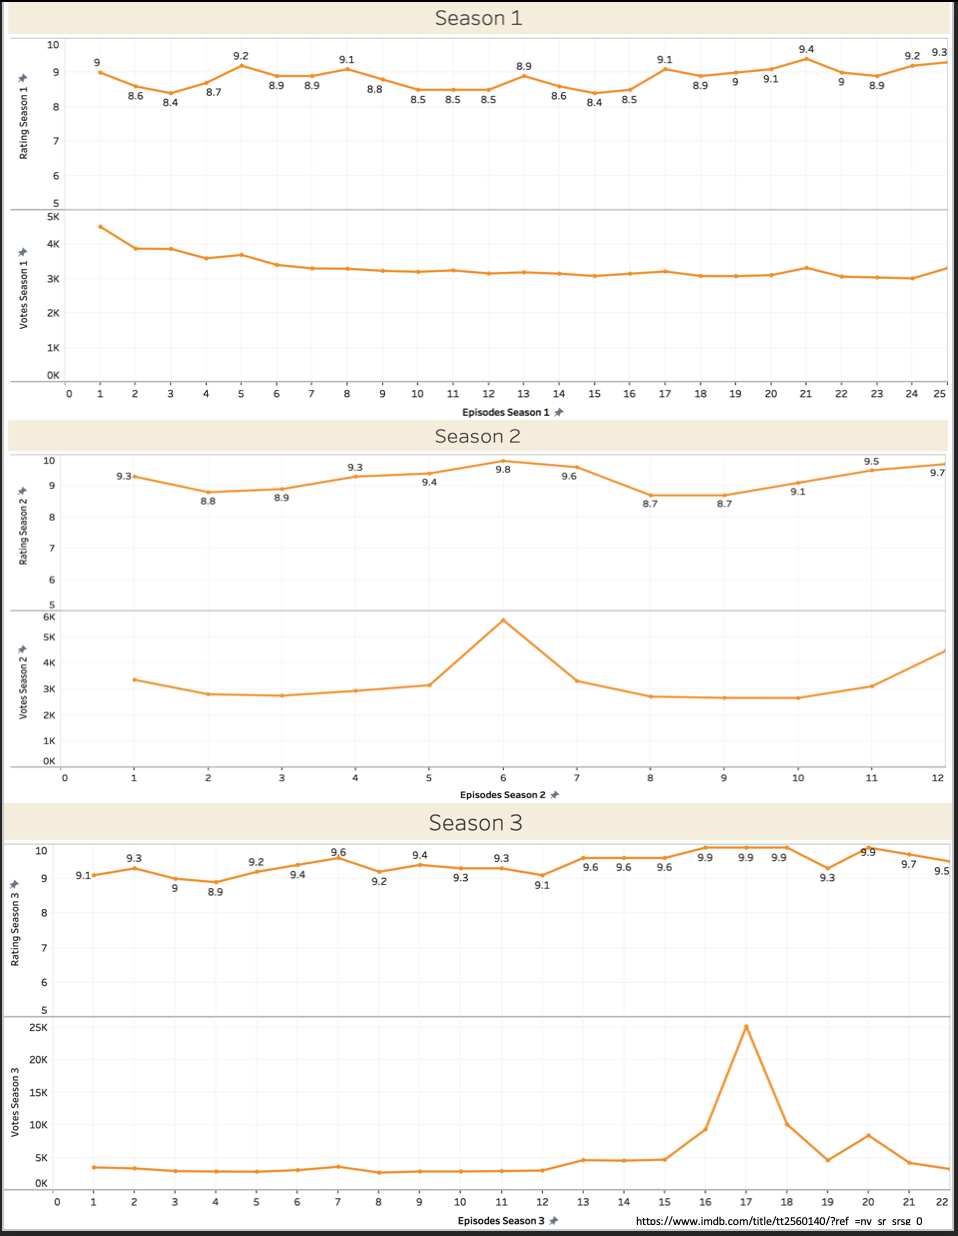 Season 1
10
9
8
7
6
5
Rating Season 1
9 8.6 8.4 8.7 9.2 8.9 8.9 9.1 8.8 8.5 8.5 8.5 8.9 8.6 8.4 8.5 9.1 8.9 9 9.1 9.4 9 8.9 9.2 9.3
5K
4K
3K
2K
1K
0K
Votes Season 1
0 1 2 3 4 5 6 7 8 9 10 11 12 13 14 15 16 17 18 19 20 21 22 23 24 25
Episodes Season 1
Season 2
10
9
8
7
6
5
Rating Season 2
9.3 8.8 8.9 9.3 9.4 9.8 9.6 8.7 8.7 9.1 9.5 9.7
6K
5K
4K
3K
2K
1K
0K
Votes Season 2
0 1 2 3 4 5 6 7 8 9 10 11 12
Episodes Season 2
Season 3
10
9
8
7
6
5
Rating Season 3
9.1 9.3 9 8.9 9.2 9.4 9.6 9.2 9.4 9.3 9.3 9.1 9.6 9.6 9.6 9.9 9.9 9.9 9.3 9.9 9.7 9.5
25K
20K
15K
10K
5K
0K
Votes Season 3
0 1 2 3 4 5 6 7 8 9 10 11 12 13 14 15 16 17 18 19 20 21 22
Episodes Season 3
https://www.imdb.com/title/tt2560140/?ref_=nv_sr_srsg_0